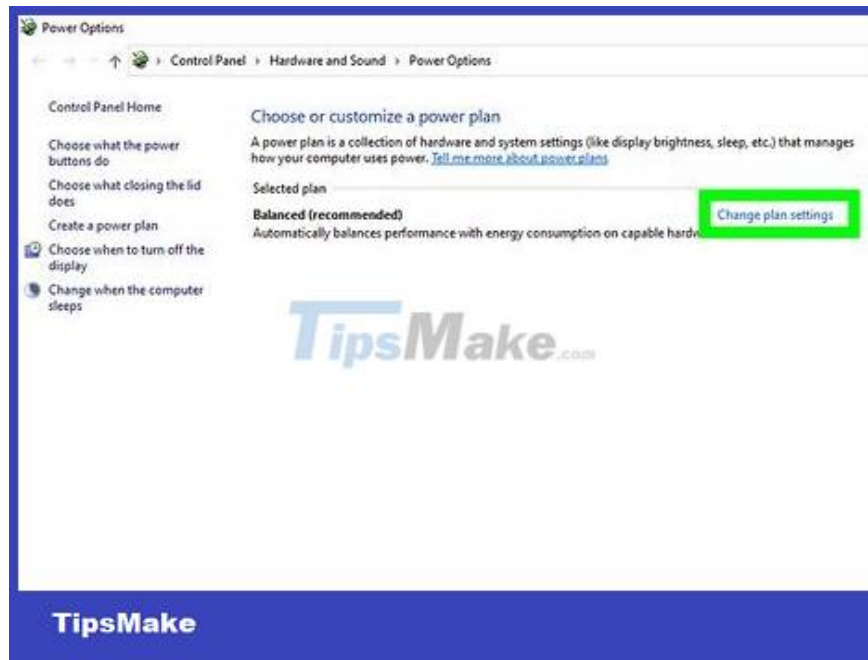 Power Options
Control Panel › Hardware and Sound › Power Options
Control Panel Home
Choose what the power
buttons do
Choose what closing the lid
does
Create a power plan
Choose when to turn off the
display
Change when the computer
sleeps
Choose or customize a power plan
A power plan is a collection of hardware and system settings (like display brightness, sleep, etc.) that manages
how your computer uses power. Tell me more about power plans
Selected plan
Balanced (recommended)
Change plan settings
Automatically balances performance with energy consumption on capable
TipsMake.com
TipsMake